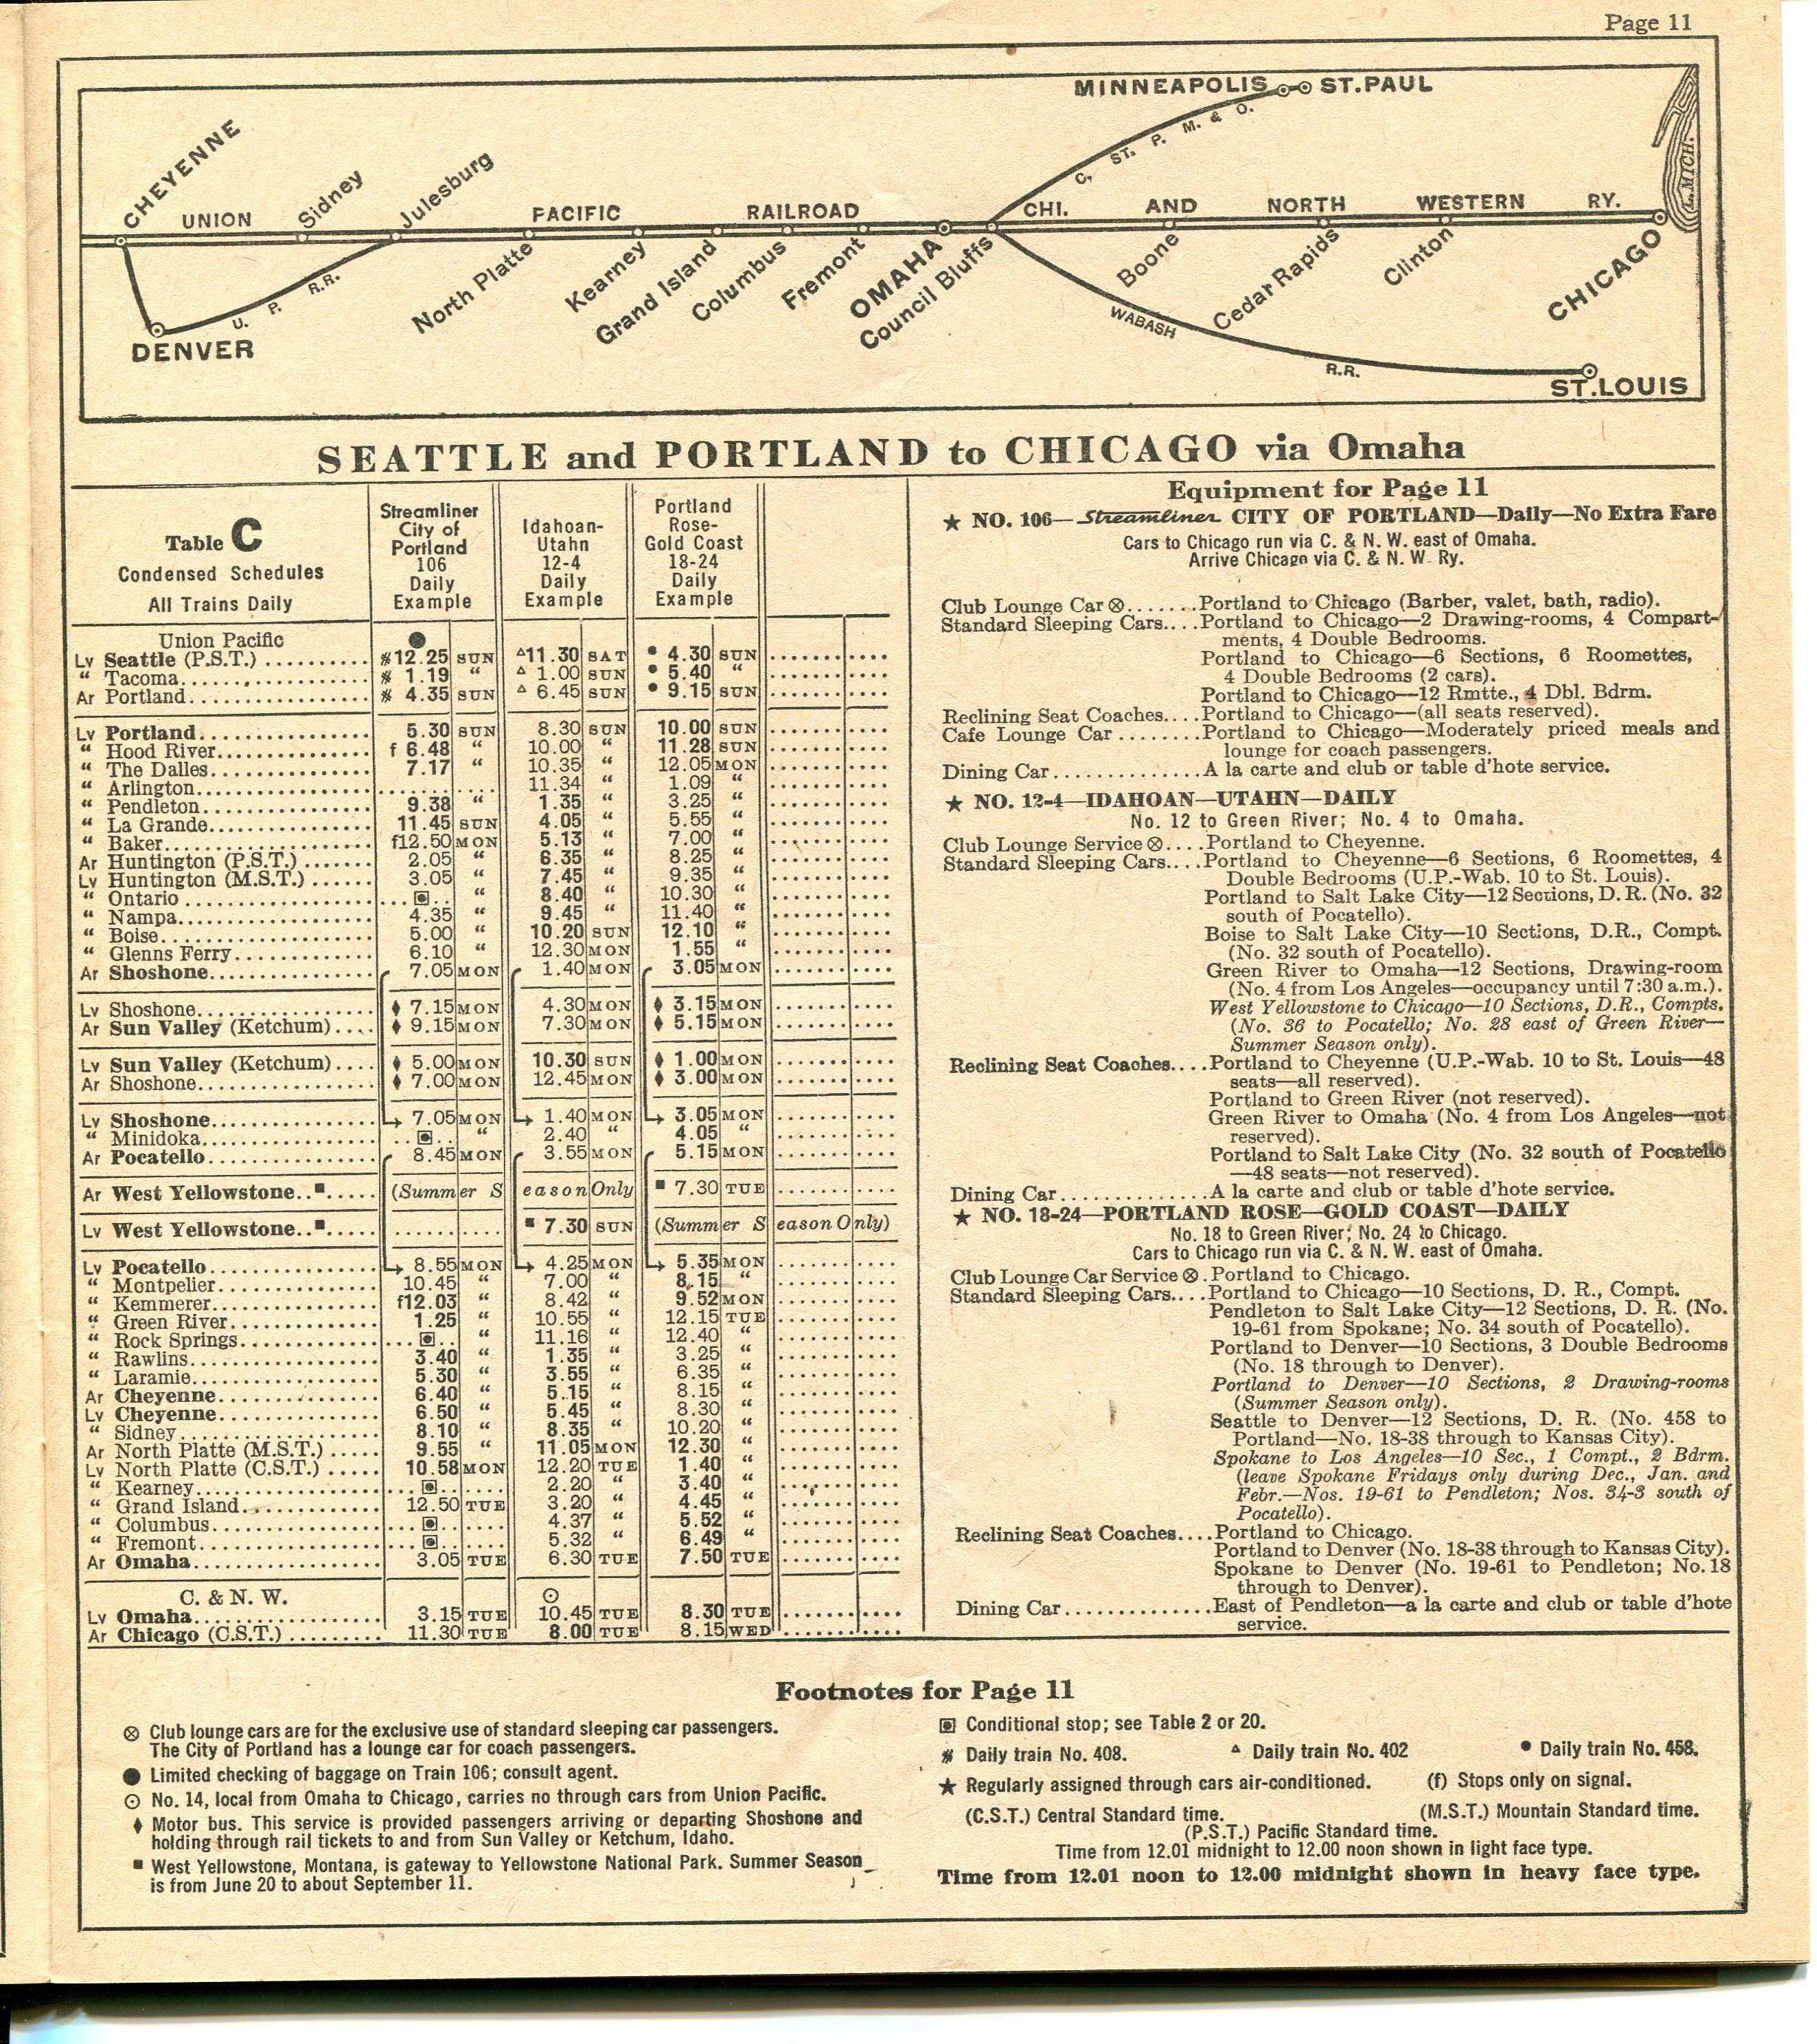 Page 11
MINNEAPOLIS ST. PAUL
C. ST. P. M. & O.
CHEYENNE
Sidney
Julesburg
UNION PACIFIC RAILROAD
CHI. AND NORTH WESTERN RY.
L.MICH.
North Platte
Kearney
Grand Island
Columbus
Fremont
OMAHA
Council Bluffs
Boone
Cedar Rapids
Clinton
CHICAGO
U. P. R.R.
DENVER
WABASH R.R.
ST. LOUIS
SEATTLE and PORTLAND to CHICAGO via Omaha
Table C
Condensed Schedules
All Trains Daily
Streamliner
City of
Portland
106
Daily
Example
Idahoan-
Utahn
12-4
Daily
Example
Portland
Rose-
Gold Coast
18-24
Daily
Example
Union Pacific ●
Lv Seattle (P.S.T.) ※12.25 SUN △11.30 SAT ● 4.30 SUN
“ Tacoma ※ 1.19 “ △ 1.00 SUN ● 5.40 “
Ar Portland ※ 4.35 SUN △ 6.45 SUN ● 9.15 SUN
Lv Portland 5.30 SUN 8.30 SUN 10.00 SUN
“ Hood River f 6.48 “ 10.00 “ 11.28 SUN
“ The Dalles 7.17 “ 10.35 “ 12.05 MON
“ Arlington 11.34 “ 1.09 “
“ Pendleton 9.38 “ 1.35 “ 3.25 “
“ La Grande 11.45 SUN 4.05 “ 5.55 “
“ Baker f12.50 MON 5.13 “ 7.00 “
Ar Huntington (P.S.T.) 2.05 “ 6.35 “ 8.25 “
Lv Huntington (M.S.T.) 3.05 “ 7.45 “ 9.35 “
“ Ontario ▣ “ 8.40 “ 10.30 “
“ Nampa 4.35 “ 9.45 “ 11.40 “
“ Boise 5.00 “ 10.20 SUN 12.10 “
“ Glenns Ferry 6.10 “ 12.30 MON 1.55 “
Ar Shoshone 7.05 MON 1.40 MON 3.05 MON
Lv Shoshone ♦ 7.15 MON 4.30 MON ♦ 3.15 MON
Ar Sun Valley (Ketchum) ♦ 9.15 MON 7.30 MON ♦ 5.15 MON
Lv Sun Valley (Ketchum) ♦ 5.00 MON 10.30 SUN ♦ 1.00 MON
Ar Shoshone ♦ 7.00 MON 12.45 MON ♦ 3.00 MON
Lv Shoshone 7.05 MON 1.40 MON 3.05 MON
“ Minidoka ▣ “ 2.40 “ 4.05 “
Ar Pocatello 8.45 MON 3.55 MON 5.15 MON
Ar West Yellowstone..■ (Summer Season Only) ■ 7.30 TUE
Lv West Yellowstone..■ ■ 7.30 SUN (Summer Season Only)
Lv Pocatello 8.55 MON 4.25 MON 5.35 MON
“ Montpelier 10.45 “ 7.00 “ 8.15 “
“ Kemmerer f12.03 “ 8.42 “ 9.52 MON
“ Green River 1.25 “ 10.55 “ 12.15 TUE
“ Rock Springs ▣ “ 11.16 “ 12.40 “
“ Rawlins 3.40 “ 1.35 “ 3.25 “
“ Laramie 5.30 “ 3.55 “ 6.35 “
Ar Cheyenne 6.40 “ 5.15 “ 8.15 “
Lv Cheyenne 6.50 “ 5.45 “ 8.30 “
“ Sidney 8.10 “ 8.35 “ 10.20 “
Ar North Platte (M.S.T.) 9.55 “ 11.05 MON 12.30 “
Lv North Platte (C.S.T.) 10.58 MON 12.20 TUE 1.40 “
“ Kearney ▣ 2.20 “ 3.40 “
“ Grand Island 12.50 TUE 3.20 “ 4.45 “
“ Columbus ▣ 4.37 “ 5.52 “
“ Fremont ▣ 5.32 “ 6.49 “
Ar Omaha 3.05 TUE 6.30 TUE 7.50 TUE
C. & N. W. ⊙
Lv Omaha 3.15 TUE 10.45 TUE 8.30 TUE
Ar Chicago (C.S.T.) 11.30 TUE 8.00 TUE 8.15 WED
Equipment for Page 11
★ NO. 106—Streamliner CITY OF PORTLAND—Daily—No Extra Fare
Cars to Chicago run via C. & N. W. east of Omaha.
Arrive Chicago via C. & N. W. Ry.
Club Lounge Car ⊗.......Portland to Chicago (Barber, valet, bath, radio).
Standard Sleeping Cars....Portland to Chicago—2 Drawing-rooms, 4 Compart-
ments, 4 Double Bedrooms.
Portland to Chicago—6 Sections, 6 Roomettes,
4 Double Bedrooms (2 cars).
Portland to Chicago—12 Rmtte., 4 Dbl. Bdrm.
Reclining Seat Coaches....Portland to Chicago—(all seats reserved).
Cafe Lounge Car ........Portland to Chicago—Moderately priced meals and
lounge for coach passengers.
Dining Car..............A la carte and club or table d'hote service.
★ NO. 12-4—IDAHOAN—UTAHN—DAILY
No. 12 to Green River; No. 4 to Omaha.
Club Lounge Service ⊗....Portland to Cheyenne.
Standard Sleeping Cars....Portland to Cheyenne—6 Sections, 6 Roomettes, 4
Double Bedrooms (U.P.-Wab. 10 to St. Louis).
Portland to Salt Lake City—12 Sections, D. R. (No. 32
south of Pocatello).
Boise to Salt Lake City—10 Sections, D.R., Compt.
(No. 32 south of Pocatello).
Green River to Omaha—12 Sections, Drawing-room
(No. 4 from Los Angeles—occupancy until 7:30 a.m.).
West Yellowstone to Chicago—10 Sections, D.R., Compts.
(No. 36 to Pocatello; No. 28 east of Green River—
Summer Season only).
Reclining Seat Coaches....Portland to Cheyenne (U.P.-Wab. 10 to St. Louis—48
seats—all reserved).
Portland to Green River (not reserved).
Green River to Omaha (No. 4 from Los Angeles—not
reserved).
Portland to Salt Lake City (No. 32 south of Pocatello
—48 seats—not reserved).
Dining Car..............A la carte and club or table d'hote service.
★ NO. 18-24—PORTLAND ROSE—GOLD COAST—DAILY
No. 18 to Green River; No. 24 to Chicago.
Cars to Chicago run via C. & N. W. east of Omaha.
Club Lounge Car Service ⊗.Portland to Chicago.
Standard Sleeping Cars....Portland to Chicago—10 Sections, D. R., Compt.
Pendleton to Salt Lake City—12 Sections, D. R. (No.
19-61 from Spokane; No. 34 south of Pocatello).
Portland to Denver—10 Sections, 3 Double Bedrooms
(No. 18 through to Denver).
Portland to Denver—10 Sections, 2 Drawing-rooms
(Summer Season only).
Seattle to Denver—12 Sections, D. R. (No. 458 to
Portland—No. 18-38 through to Kansas City).
Spokane to Los Angeles—10 Sec., 1 Compt., 2 Bdrm.
(leave Spokane Fridays only during Dec., Jan. and
Febr.—Nos. 19-61 to Pendleton; Nos. 34-3 south of
Pocatello).
Reclining Seat Coaches....Portland to Chicago.
Portland to Denver (No. 18-38 through to Kansas City).
Spokane to Denver (No. 19-61 to Pendleton; No. 18
through to Denver).
Dining Car..............East of Pendleton—a la carte and club or table d'hote
service.
Footnotes for Page 11
⊗ Club lounge cars are for the exclusive use of standard sleeping car passengers.
The City of Portland has a lounge car for coach passengers.
● Limited checking of baggage on Train 106; consult agent.
⊙ No. 14, local from Omaha to Chicago, carries no through cars from Union Pacific.
♦ Motor bus. This service is provided passengers arriving or departing Shoshone and
holding through rail tickets to and from Sun Valley or Ketchum, Idaho.
■ West Yellowstone, Montana, is gateway to Yellowstone National Park. Summer Season
is from June 20 to about September 11.
▣ Conditional stop; see Table 2 or 20.
※ Daily train No. 408. △ Daily train No. 402 ● Daily train No. 458.
★ Regularly assigned through cars air-conditioned. (f) Stops only on signal.
(C.S.T.) Central Standard time. (M.S.T.) Mountain Standard time.
(P.S.T.) Pacific Standard time.
Time from 12.01 midnight to 12.00 noon shown in light face type.
Time from 12.01 noon to 12.00 midnight shown in heavy face type.